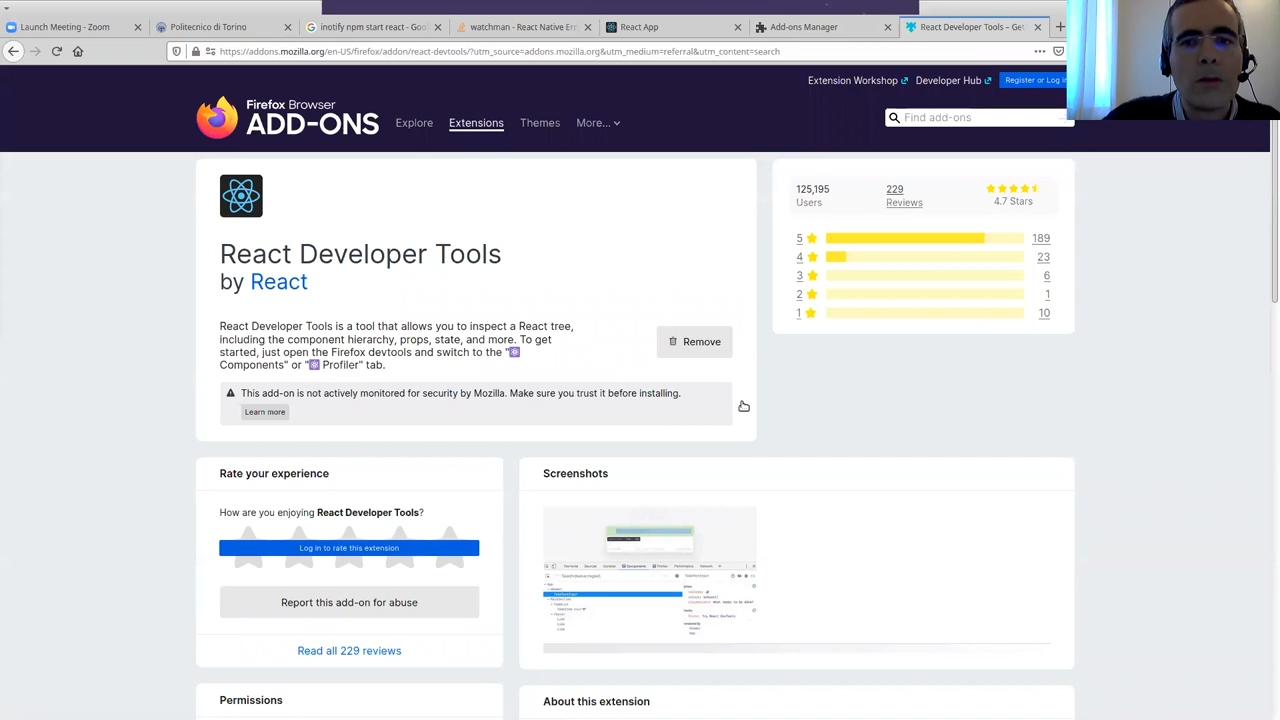 Launch Meeting - Zoom
Politecnico di Torino
inotify npm start react - Goo
watchman - React Native Er
React App
Add-ons Manager
React Developer Tools – Get
https://addons.mozilla.org/en-US/firefox/addon/react-devtools/?utm_source=addons.mozilla.org&utm_medium=referral&utm_content=search
Extension Workshop
Developer Hub
Register or Log in
Firefox Browser
ADD-ONS
Explore
Extensions
Themes
More...
Find add-ons
React Developer Tools
by React
React Developer Tools is a tool that allows you to inspect a React tree,
including the component hierarchy, props, state, and more. To get
started, just open the Firefox devtools and switch to the "⚛
Components" or "⚛ Profiler" tab.
Remove
This add-on is not actively monitored for security by Mozilla. Make sure you trust it before installing.
Learn more
125,195
Users
229
Reviews
4.7 Stars
5 189
4 23
3 6
2 1
1 10
Rate your experience
How are you enjoying React Developer Tools?
Log in to rate this extension
Report this add-on for abuse
Read all 229 reviews
Screenshots
Permissions
About this extension